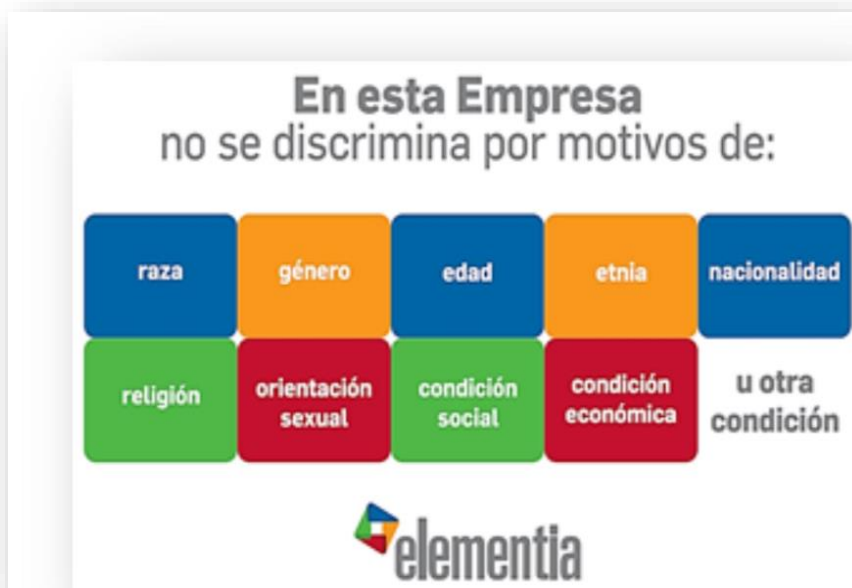 En esta Empresa
no se discrimina por motivos de:
raza
género
edad
etnia
nacionalidad
religión
orientación
sexual
condición
social
condición
económica
u otra
condición
elementia